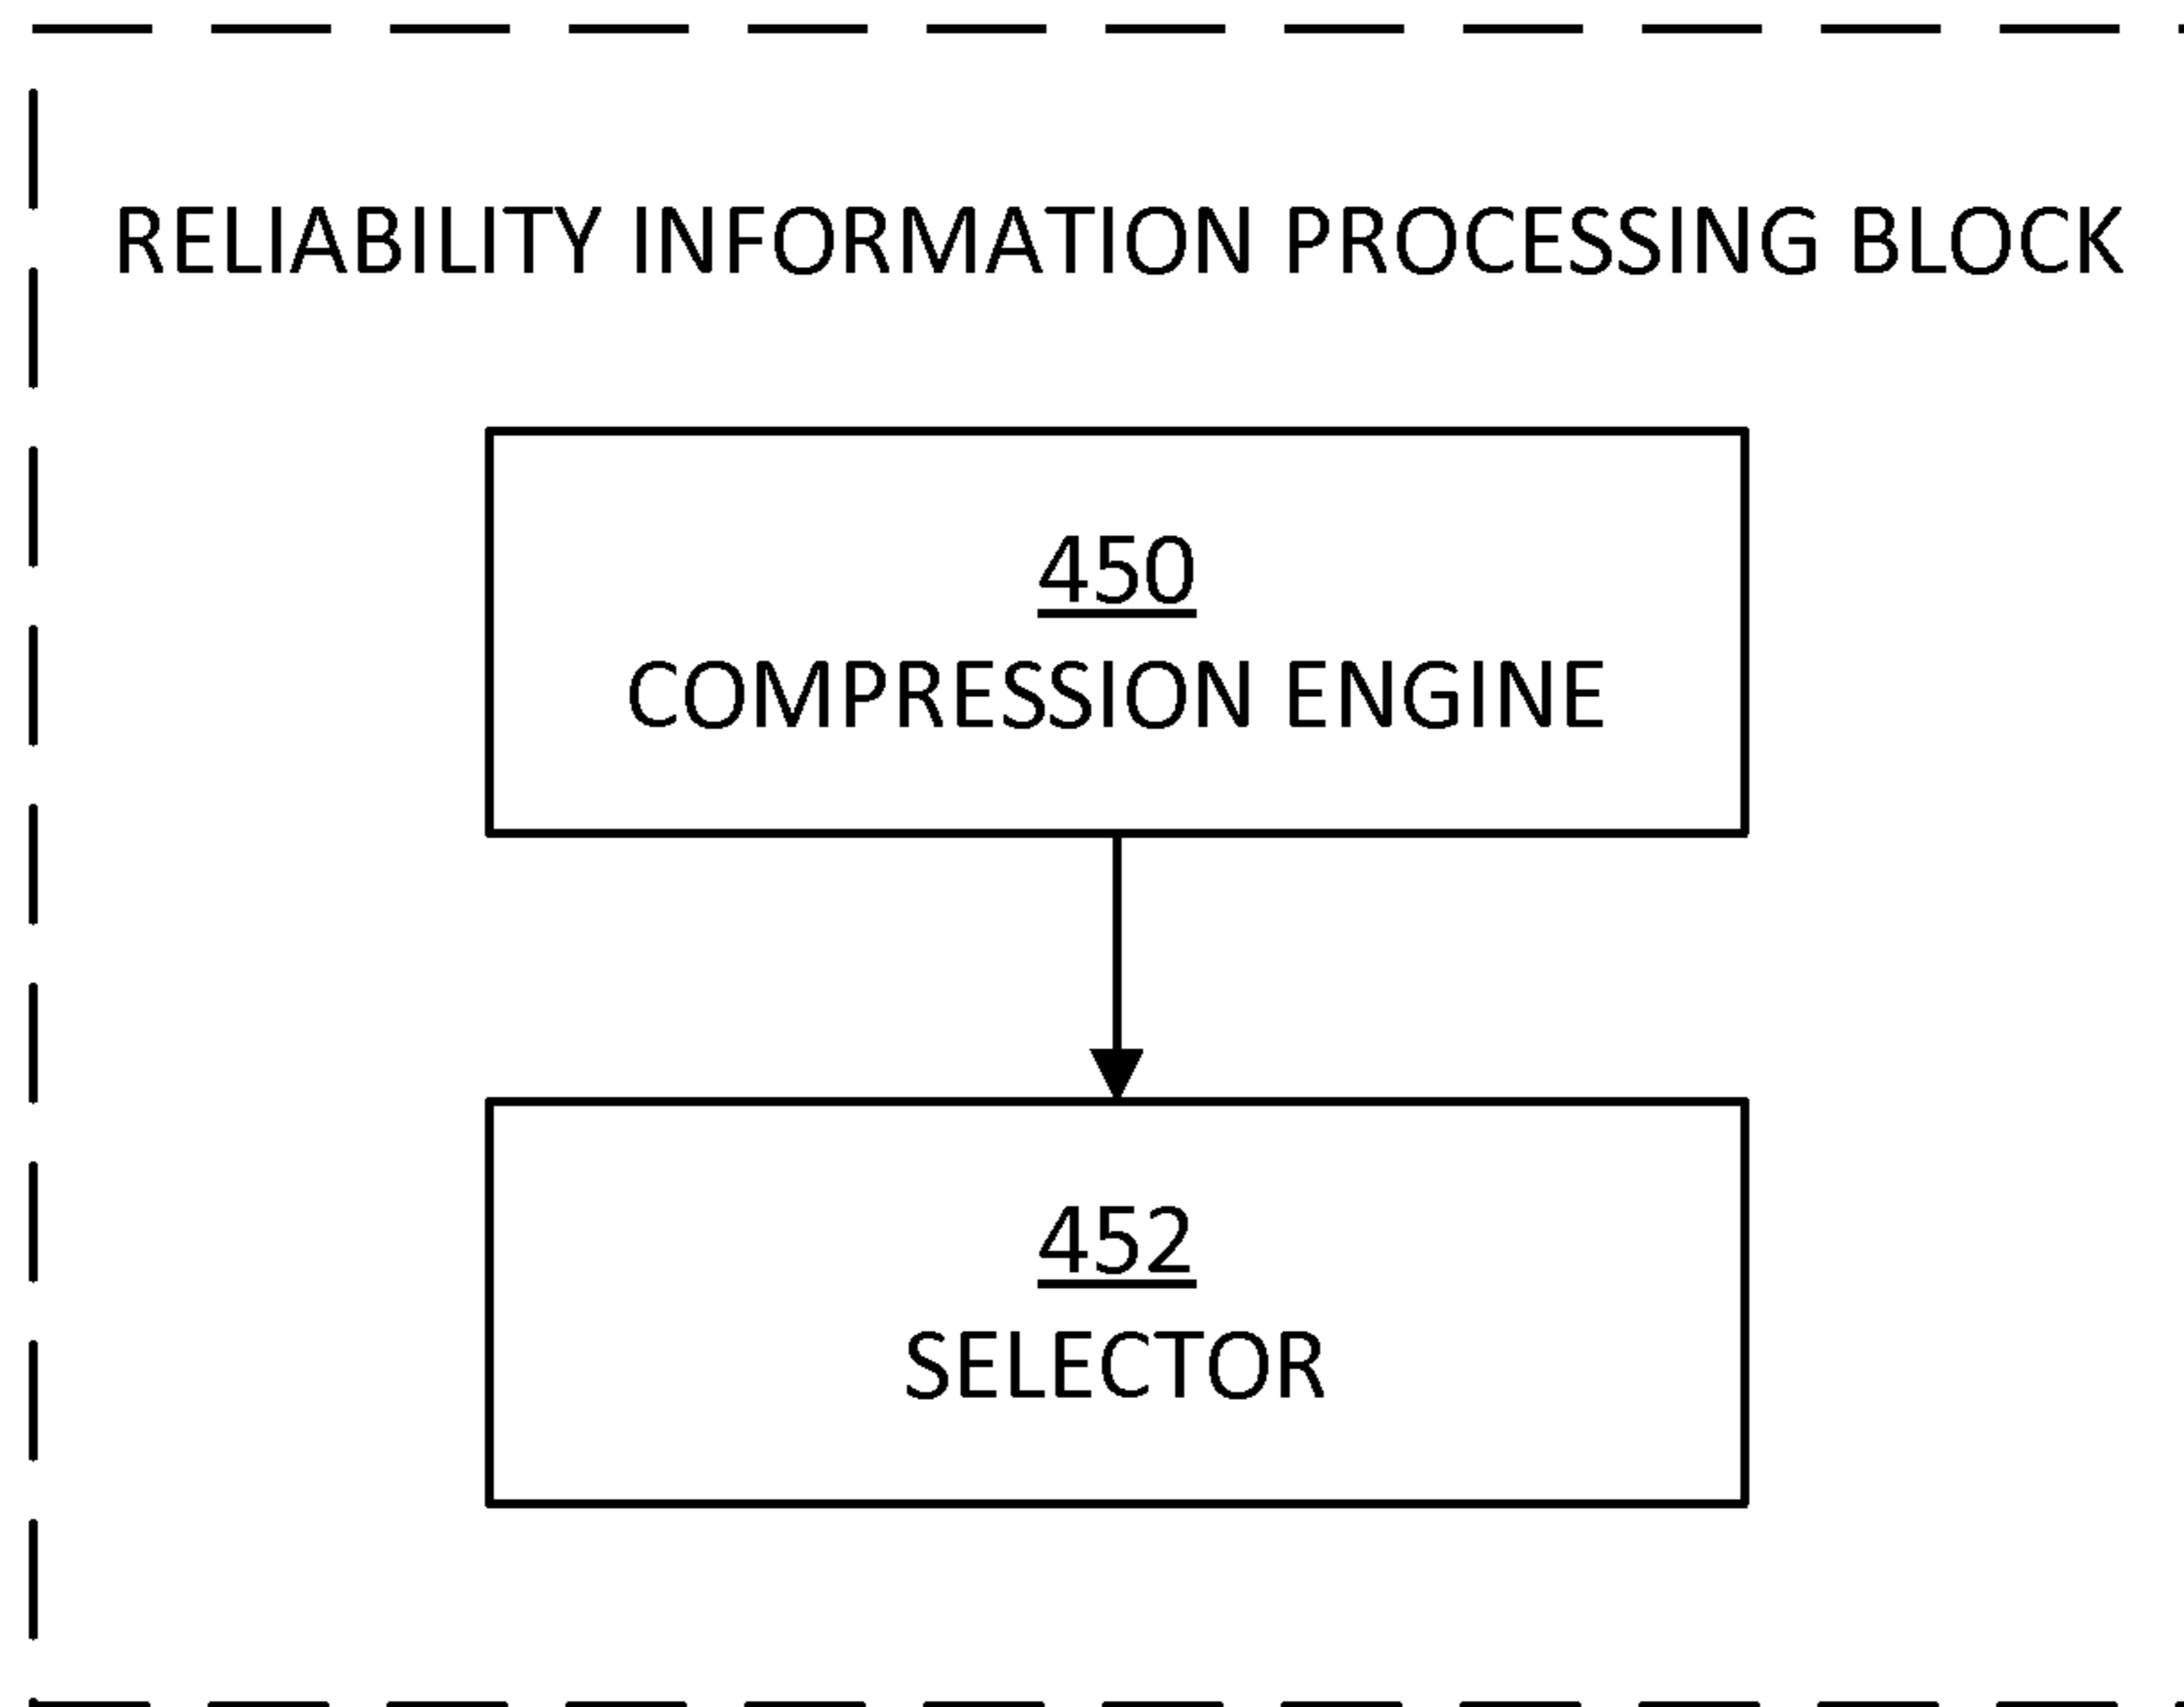 RELIABILITY INFORMATION PROCESSING BLOCK
450
COMPRESSION ENGINE
452
SELECTOR